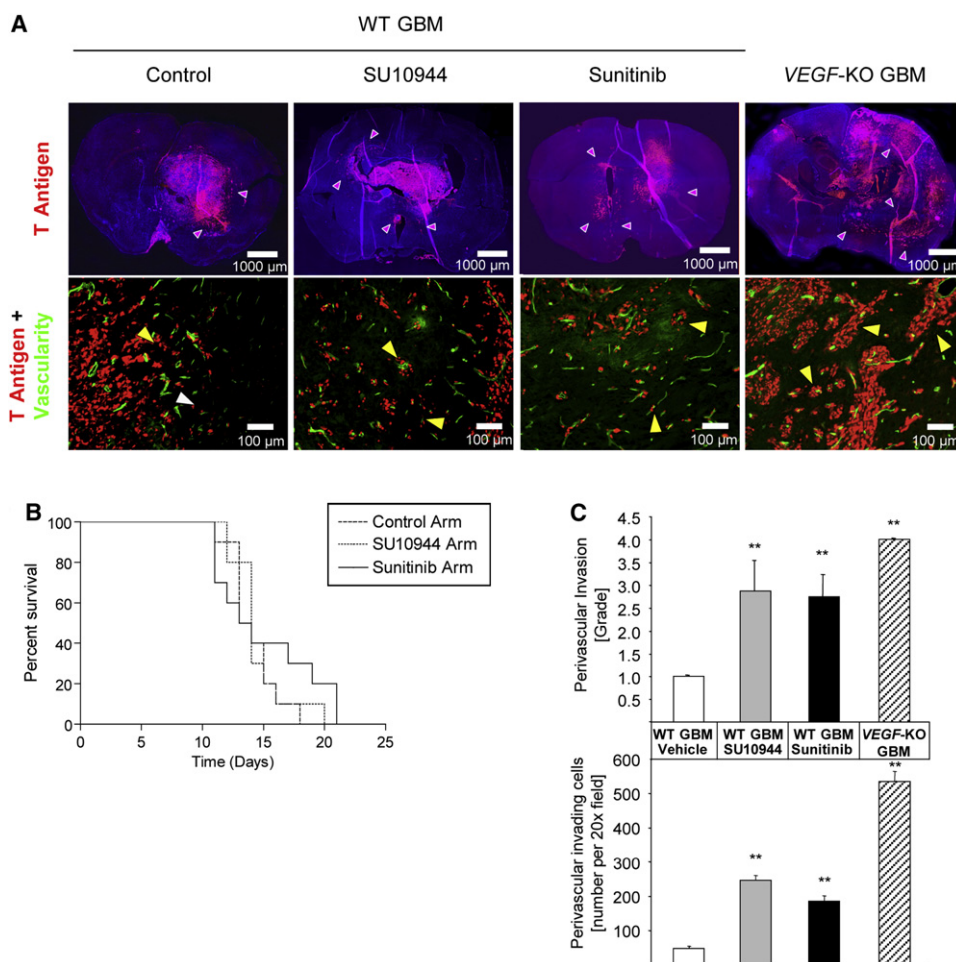 A
WT GBM
Control
SU10944
Sunitinib
VEGF-KO GBM
T Antigen
1000 µm
1000 µm
1000 µm
1000 µm
T Antigen +
Vascularity
100 µm
100 µm
100 µm
100 µm
B
Control Arm
SU10944 Arm
Sunitinib Arm
Percent survival
100
80
60
40
20
0
0 5 10 15 20 25
Time (Days)
C
Perivascular Invasion
[Grade]
4.5
4.0
3.5
3.0
2.5
2.0
1.5
1.0
0.5
** ** **
WT GBM Vehicle
WT GBM SU10944
WT GBM Sunitinib
VEGF-KO GBM
Perivascular invading cells
[number per 20x field]
600
500
400
300
200
100
** ** **